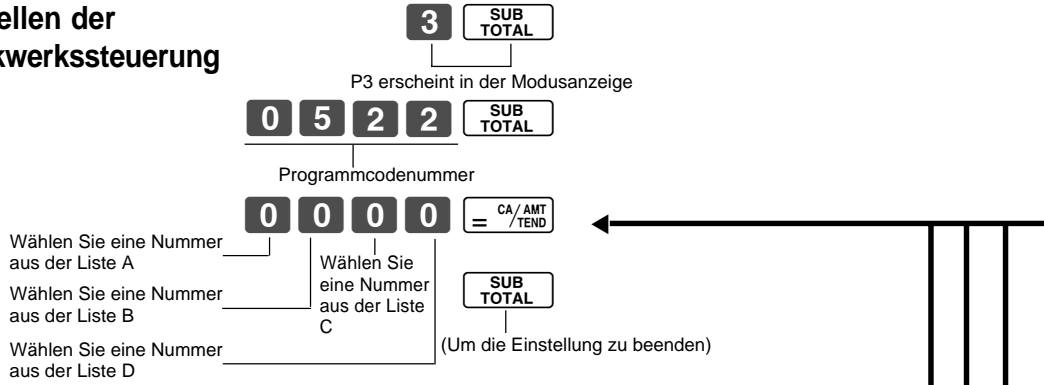 ellen der
kwerkssteuerung
3 SUB TOTAL
P3 erscheint in der Modusanzeige
0 5 2 2 SUB TOTAL
Programmcodenummer
0 0 0 0 = CA/AMT /TEND
Wählen Sie eine Nummer
aus der Liste A
Wählen Sie eine Nummer
aus der Liste B
Wählen Sie
eine Nummer
aus der Liste
C
Wählen Sie eine Nummer
aus der Liste D
SUB
TOTAL
(Um die Einstellung zu beenden)